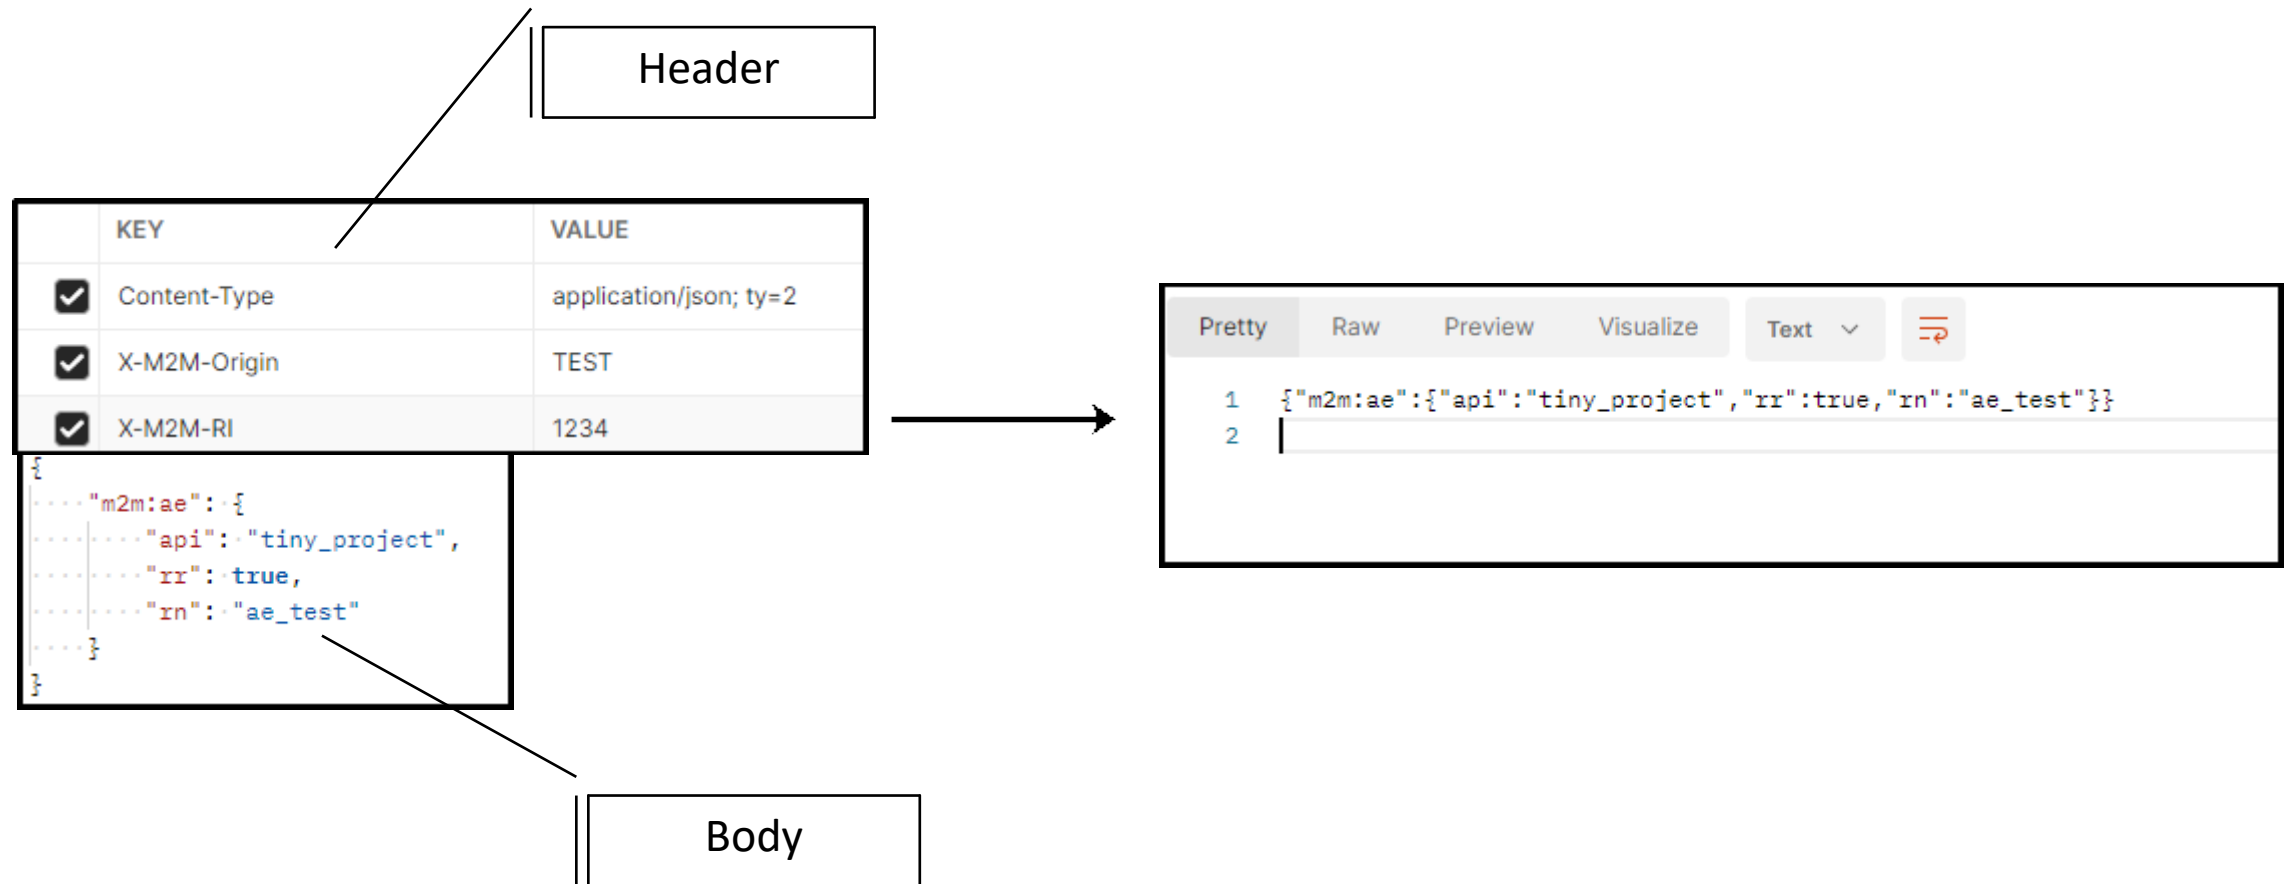 Header
KEY VALUE
Content-Type application/json; ty=2
X-M2M-Origin TEST
X-M2M-RI 1234
{
"m2m:ae": {
"api": "tiny_project",
"rr": true,
"rn": "ae_test"
}
}
Body
Pretty Raw Preview Visualize Text
1 {"m2m:ae":{"api":"tiny_project","rr":true,"rn":"ae_test"}}
2